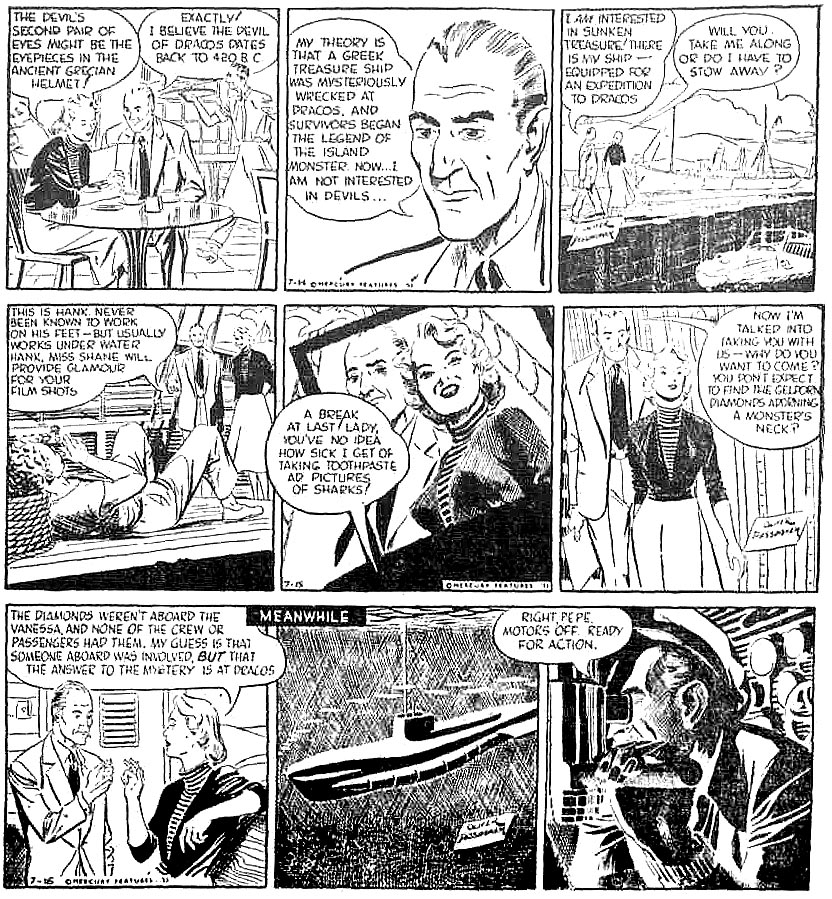 THE DEVIL'S
SECOND PAIR OF
EYES MIGHT BE THE
EYEPIECES IN THE
ANCIENT GRECIAN
HELMET!
EXACTLY!
I BELIEVE THE DEVIL
OF DRACOS DATES
BACK TO 420 B C
MY THEORY IS
THAT A GREEK
TREASURE SHIP
WAS MYSTERIOUSLY
WRECKED AT
DRACOS, AND
SURVIVORS BEGAN
THE LEGEND OF
THE ISLAND
MONSTER. NOW...I
AM NOT INTERESTED
IN DEVILS...
7-14 © MERCURY FEATURES
I AM INTERESTED
IN SUNKEN
TREASURE! THERE
IS MY SHIP —
EQUIPPED FOR
AN EXPEDITION
TO DRACOS
WILL YOU
TAKE ME ALONG
OR DO I HAVE TO
STOW AWAY?
THIS IS HANK. NEVER
BEEN KNOWN TO WORK
ON HIS FEET — BUT USUALLY
WORKS UNDER WATER
HANK, MISS SHANE WILL
PROVIDE GLAMOUR
FOR YOUR
FILM SHOTS
A BREAK
AT LAST! LADY,
YOU'VE NO IDEA
HOW SICK I GET OF
TAKING TOOTHPASTE
AD PICTURES
OF SHARKS!
7-15
© MERCURY FEATURES
NOW I'M
TALKED INTO
TAKING YOU WITH
US — WHY DO YOU
WANT TO COME?
YOU DON'T EXPECT
TO FIND THE GELFORN
DIAMONDS ADORNING
A MONSTER'S
NECK?
OLIVER
PASSINGHAM
THE DIAMONDS WEREN'T ABOARD THE
VANESSA, AND NONE OF THE CREW OR
PASSENGERS HAD THEM. MY GUESS IS THAT
SOMEONE ABOARD WAS INVOLVED, BUT THAT
THE ANSWER TO THE MYSTERY IS AT DRACOS
7-16 © MERCURY FEATURES
MEANWHILE
OLIVER
PASSINGHAM
RIGHT, PEPE.
MOTORS OFF. READY
FOR ACTION.